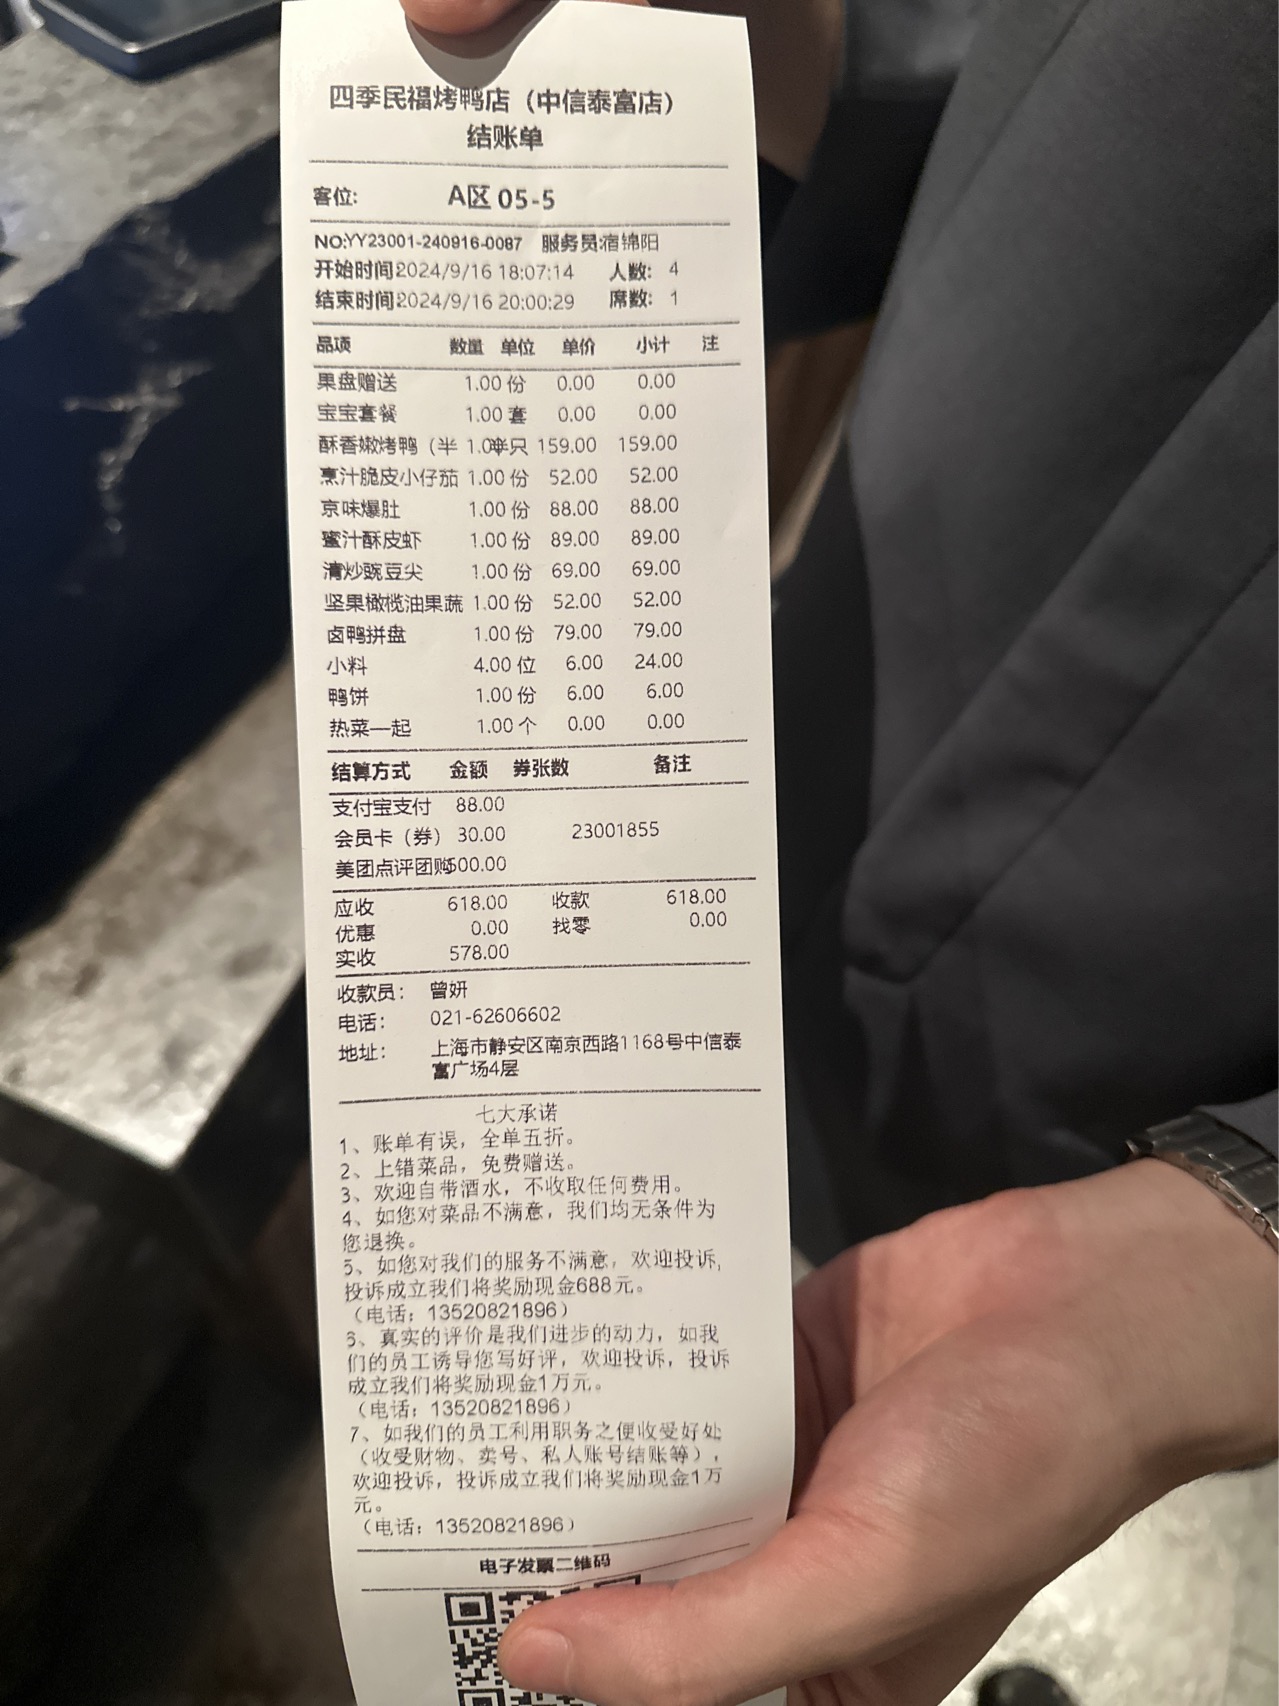 四季民福烤鸭店（中信泰富店）
结账单
客位: A区 05-5
NO:YY23001-240916-0087 服务员:宿锦阳
开始时间2024/9/16 18:07:14 人数: 4
结束时间2024/9/16 20:00:29 席数: 1
品项 数量 单位 单价 小计 注
果盘赠送 1.00 份 0.00 0.00
宝宝套餐 1.00 套 0.00 0.00
酥香嫩烤鸭（半 1.0半只 159.00 159.00
烹汁脆皮小仔茄 1.00 份 52.00 52.00
京味爆肚 1.00 份 88.00 88.00
蜜汁酥皮虾 1.00 份 89.00 89.00
清炒豌豆尖 1.00 份 69.00 69.00
坚果橄榄油果蔬 1.00 份 52.00 52.00
卤鸭拼盘 1.00 份 79.00 79.00
小料 4.00 位 6.00 24.00
鸭饼 1.00 份 6.00 6.00
热菜一起 1.00 个 0.00 0.00
结算方式 金额 券张数 备注
支付宝支付 88.00
会员卡（券） 30.00 23001855
美团点评团购500.00
应收 618.00 收款 618.00
优惠 0.00 找零 0.00
实收 578.00
收款员: 曾妍
电话: 021-62606602
地址: 上海市静安区南京西路1168号中信泰
富广场4层
七大承诺
1、账单有误，全单五折。
2、上错菜品，免费赠送。
3、欢迎自带酒水，不收取任何费用。
4、如您对菜品不满意，我们均无条件为
您退换。
5、如您对我们的服务不满意，欢迎投诉,
投诉成立我们将奖励现金688元。
（电话：13520821896）
6、真实的评价是我们进步的动力，如我
们的员工诱导您写好评，欢迎投诉，投诉
成立我们将奖励现金1万元。
（电话：13520821896）
7、如我们的员工利用职务之便收受好处
（收受财物、卖号、私人账号结账等），
欢迎投诉，投诉成立我们将奖励现金1万
元。
（电话：13520821896）
电子发票二维码